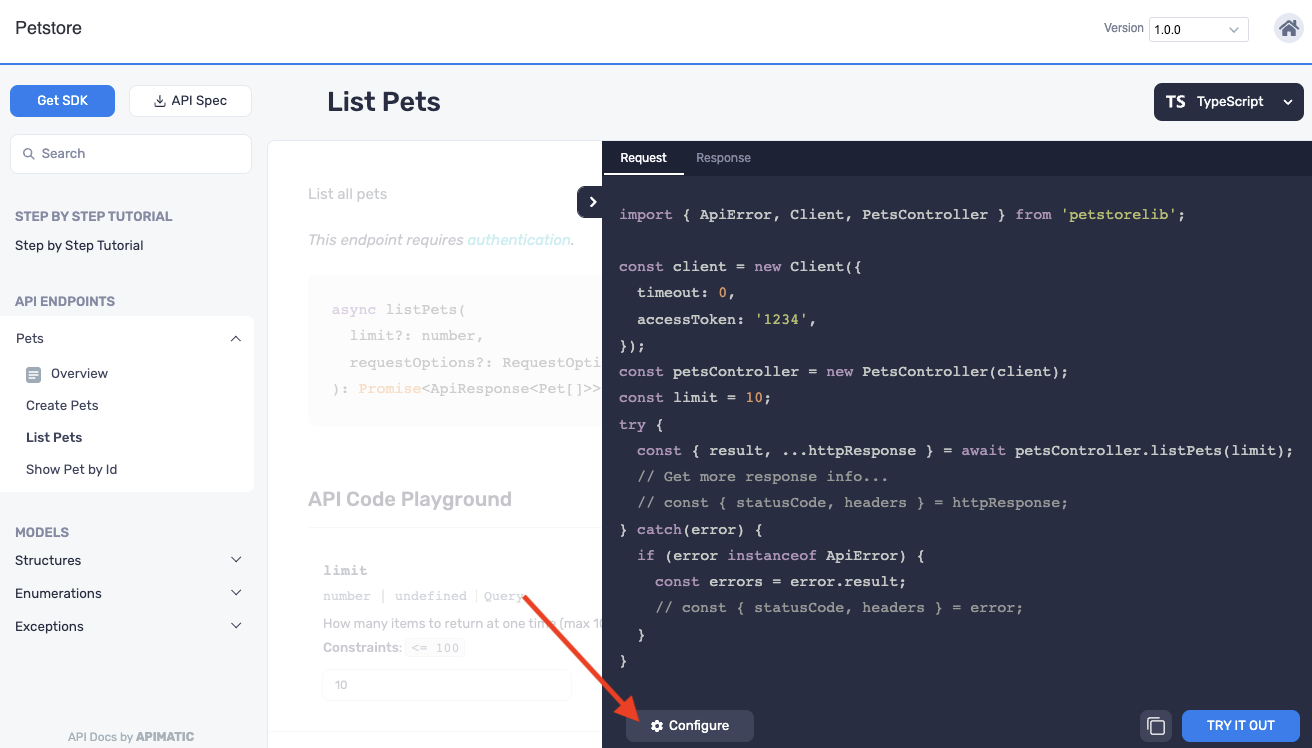 Petstore
Version 1.0.0
Get SDK
API Spec
Search
STEP BY STEP TUTORIAL
Step by Step Tutorial
API ENDPOINTS
Pets
Overview
Create Pets
List Pets
Show Pet by Id
MODELS
Structures
Enumerations
Exceptions
API Docs by APIMATIC
List Pets
TS TypeScript
List all pets
This endpoint requires authentication.
async listPets(
  limit?: number,
  requestOptions?: RequestOpti
): Promise<ApiResponse<Pet[]>>
API Code Playground
limit
number | undefined | Query
How many items to return at one time (max 10
Constraints: <= 100
10
Request Response
import { ApiError, Client, PetsController } from 'petstorelib';
const client = new Client({
  timeout: 0,
  accessToken: '1234',
});
const petsController = new PetsController(client);
const limit = 10;
try {
  const { result, ...httpResponse } = await petsController.listPets(limit);
  // Get more response info...
  // const { statusCode, headers } = httpResponse;
} catch(error) {
  if (error instanceof ApiError) {
    const errors = error.result;
    // const { statusCode, headers } = error;
  }
}
Configure
TRY IT OUT